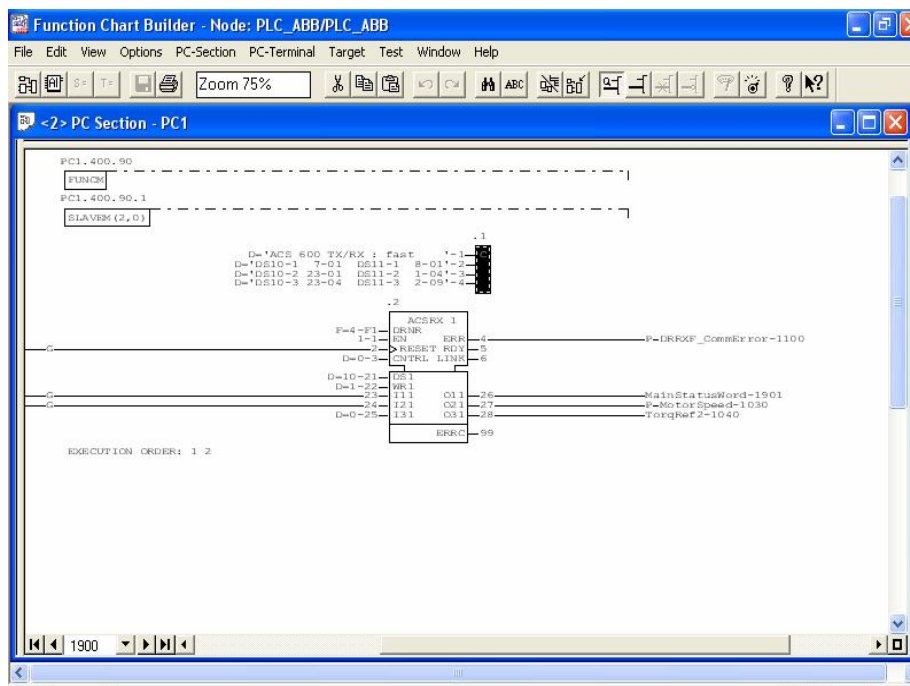 Function Chart Builder - Node: PLC_ABB/PLC_ABB
File Edit View Options PC-Section PC-Terminal Target Test Window Help
S= T= Zoom 75% ABC
<2> PC Section - PC1
PC1.400.90
FUNCM
PC1.400.90.1
SLAVEM(2,0)
.1
D='ACS 600 TX/RX : fast '-1 C
D='DS10-1 7-01 DS11-1 8-01'-2
D='DS10-2 23-01 DS11-2 1-04'-3
D='DS10-3 23-04 DS11-3 2-09'-4
.2
ACSRX 1
F=4-F1 DRNR
1-1 EN ERR 4 P-DRRXF_CommError-1100
G 2 >RESET RDY 5
D=0-3 CNTRL LINK 6
D=10-21 DS1
D=1-22 WR1
G 23 I11 O11 26 MainStatusWord-1901
G 24 I21 O21 27 P-MotorSpeed-1030
D=0-25 I31 O31 28 TorqRef2-1040
ERRC 99
EXECUTION ORDER: 1 2
1900